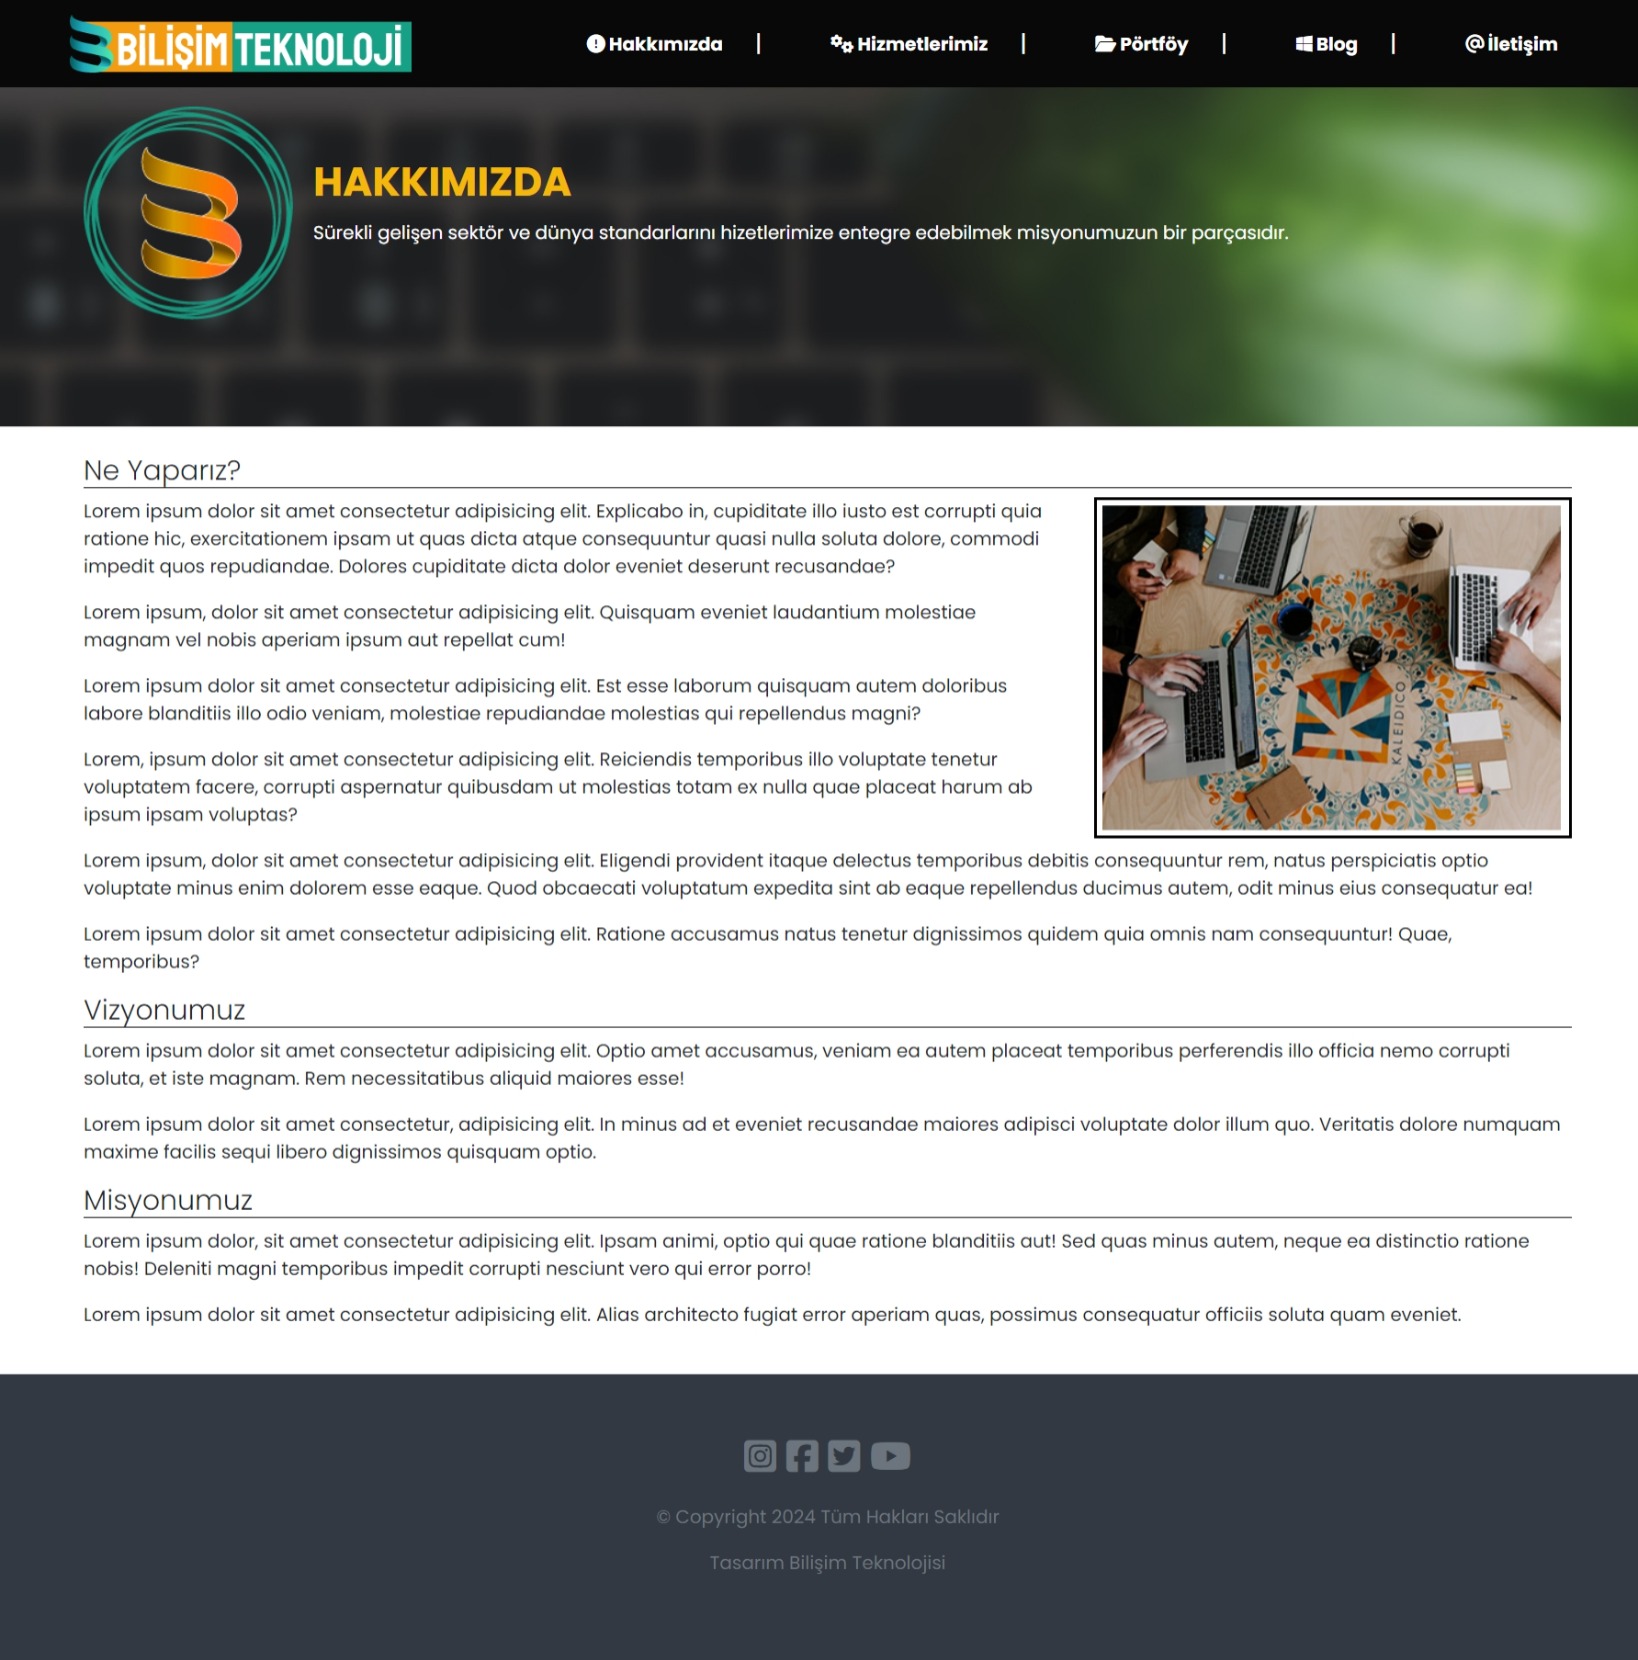 BİLİŞİM TEKNOLOJİ
Hakkımızda | Hizmetlerimiz | Pörtföy | Blog | @ İletişim
HAKKIMIZDA
Sürekli gelişen sektör ve dünya standarlarını hizetlerimize entegre edebilmek misyonumuzun bir parçasıdır.
Ne Yaparız?
Lorem ipsum dolor sit amet consectetur adipisicing elit. Explicabo in, cupiditate illo iusto est corrupti quia
ratione hic, exercitationem ipsam ut quas dicta atque consequuntur quasi nulla soluta dolore, commodi
impedit quos repudiandae. Dolores cupiditate dicta dolor eveniet deserunt recusandae?
Lorem ipsum, dolor sit amet consectetur adipisicing elit. Quisquam eveniet laudantium molestiae
magnam vel nobis aperiam ipsum aut repellat cum!
Lorem ipsum dolor sit amet consectetur adipisicing elit. Est esse laborum quisquam autem doloribus
labore blanditiis illo odio veniam, molestiae repudiandae molestias qui repellendus magni?
Lorem, ipsum dolor sit amet consectetur adipisicing elit. Reiciendis temporibus illo voluptate tenetur
voluptatem facere, corrupti aspernatur quibusdam ut molestias totam ex nulla quae placeat harum ab
ipsum ipsam voluptas?
K
KALEIDICO
Lorem ipsum, dolor sit amet consectetur adipisicing elit. Eligendi provident itaque delectus temporibus debitis consequuntur rem, natus perspiciatis optio
voluptate minus enim dolorem esse eaque. Quod obcaecati voluptatum expedita sint ab eaque repellendus ducimus autem, odit minus eius consequatur ea!
Lorem ipsum dolor sit amet consectetur adipisicing elit. Ratione accusamus natus tenetur dignissimos quidem quia omnis nam consequuntur! Quae,
temporibus?
Vizyonumuz
Lorem ipsum dolor sit amet consectetur adipisicing elit. Optio amet accusamus, veniam ea autem placeat temporibus perferendis illo officia nemo corrupti
soluta, et iste magnam. Rem necessitatibus aliquid maiores esse!
Lorem ipsum dolor sit amet consectetur, adipisicing elit. In minus ad et eveniet recusandae maiores adipisci voluptate dolor illum quo. Veritatis dolore numquam
maxime facilis sequi libero dignissimos quisquam optio.
Misyonumuz
Lorem ipsum dolor, sit amet consectetur adipisicing elit. Ipsam animi, optio qui quae ratione blanditiis aut! Sed quas minus autem, neque ea distinctio ratione
nobis! Deleniti magni temporibus impedit corrupti nesciunt vero qui error porro!
Lorem ipsum dolor sit amet consectetur adipisicing elit. Alias architecto fugiat error aperiam quas, possimus consequatur officiis soluta quam eveniet.
© Copyright 2024 Tüm Hakları Saklıdır
Tasarım Bilişim Teknolojisi